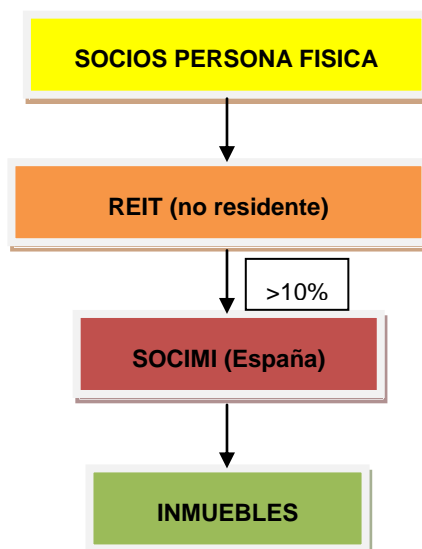 SOCIOS PERSONA FISICA
REIT (no residente)
>10%
SOCIMI (España)
INMUEBLES